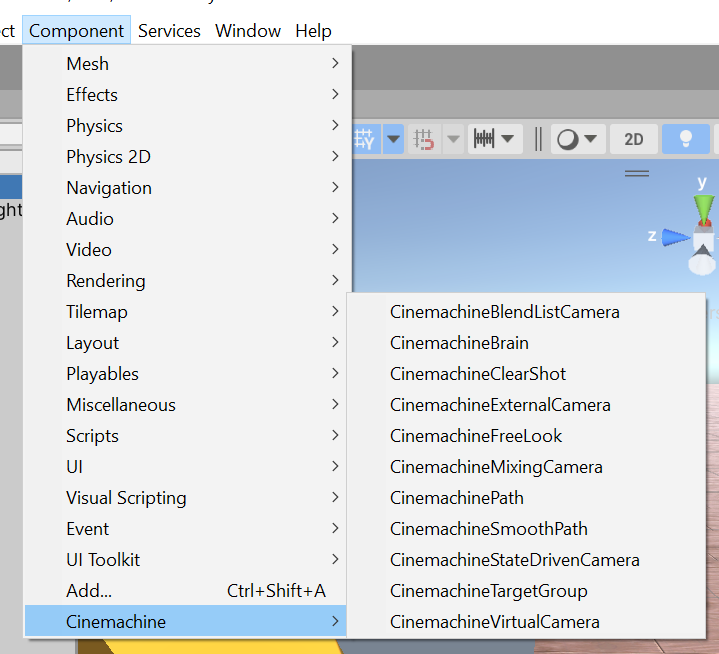 Component Services Window Help
Mesh
Effects
Physics
Physics 2D
Navigation
Audio
Video
Rendering
Tilemap
Layout
Playables
Miscellaneous
Scripts
UI
Visual Scripting
Event
UI Toolkit
Add... Ctrl+Shift+A
Cinemachine
CinemachineBlendListCamera
CinemachineBrain
CinemachineClearShot
CinemachineExternalCamera
CinemachineFreeLook
CinemachineMixingCamera
CinemachinePath
CinemachineSmoothPath
CinemachineStateDrivenCamera
CinemachineTargetGroup
CinemachineVirtualCamera
2D
y
z